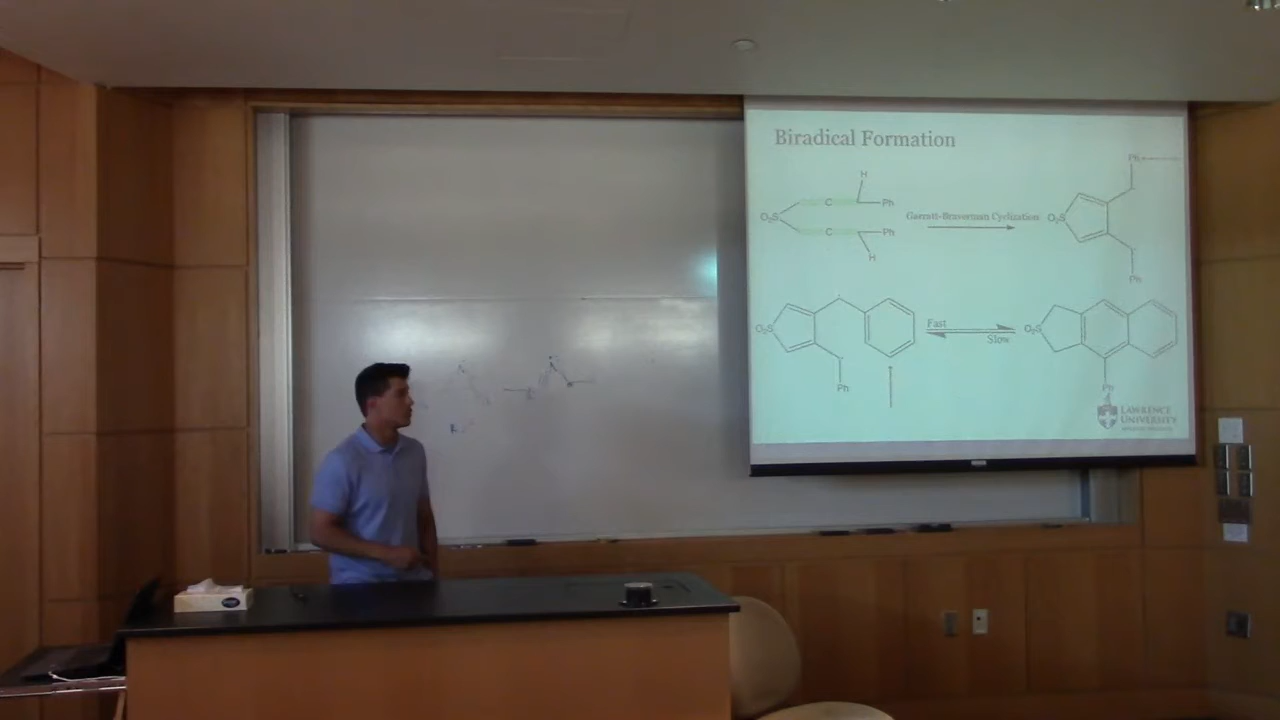 Biradical Formation
H
O₂S
C
Ph
C
Ph
H
Garratt-Braverman Cyclization
Ph
O₂S
Ph
O₂S
Ph
Fast
Slow
O₂S
Ph
LAWRENCE
UNIVERSITY